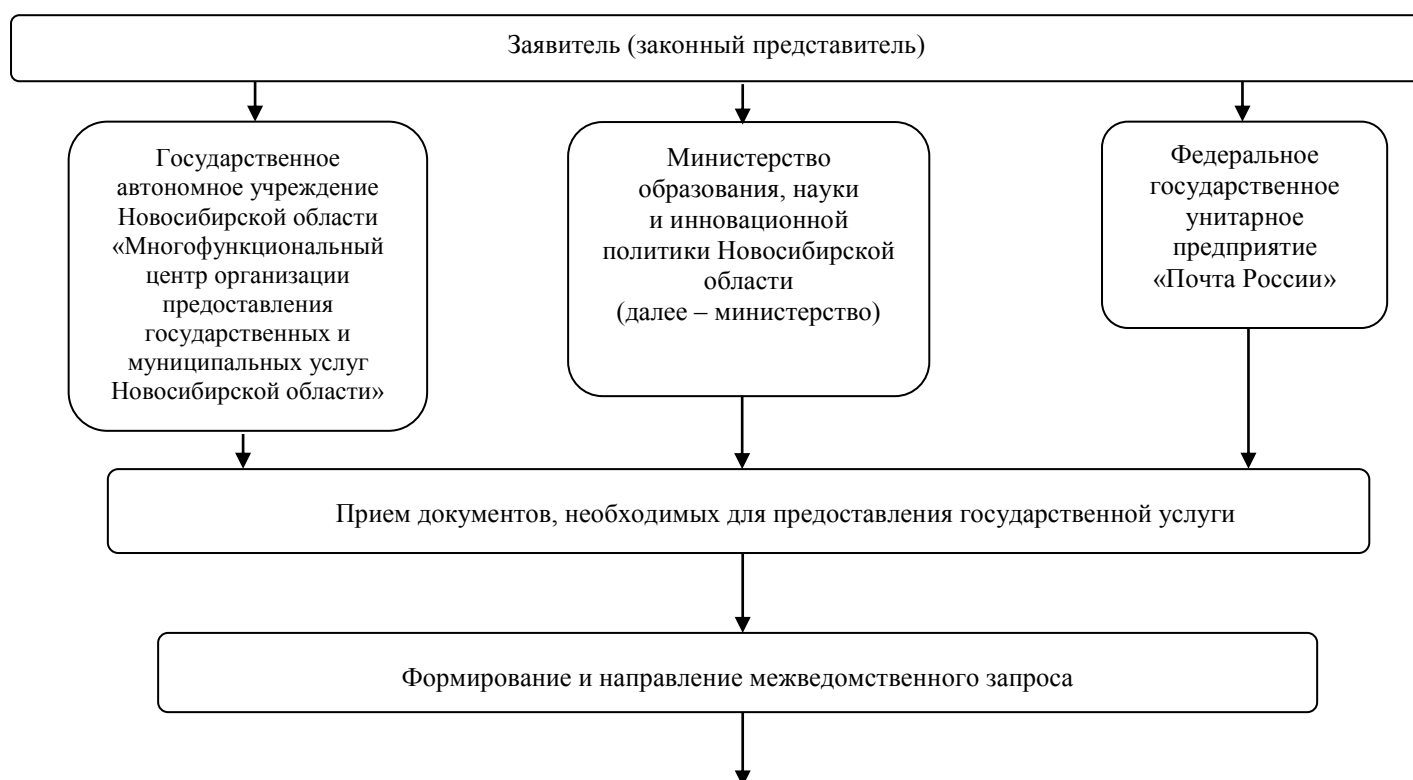 Заявитель (законный представитель)
Государственное
автономное учреждение
Новосибирской области
«Многофункциональный
центр организации
предоставления
государственных и
муниципальных услуг
Новосибирской области»
Министерство
образования, науки
и инновационной
политики Новосибирской
области
(далее – министерство)
Федеральное
государственное
унитарное
предприятие
«Почта России»
Прием документов, необходимых для предоставления государственной услуги
Формирование и направление межведомственного запроса